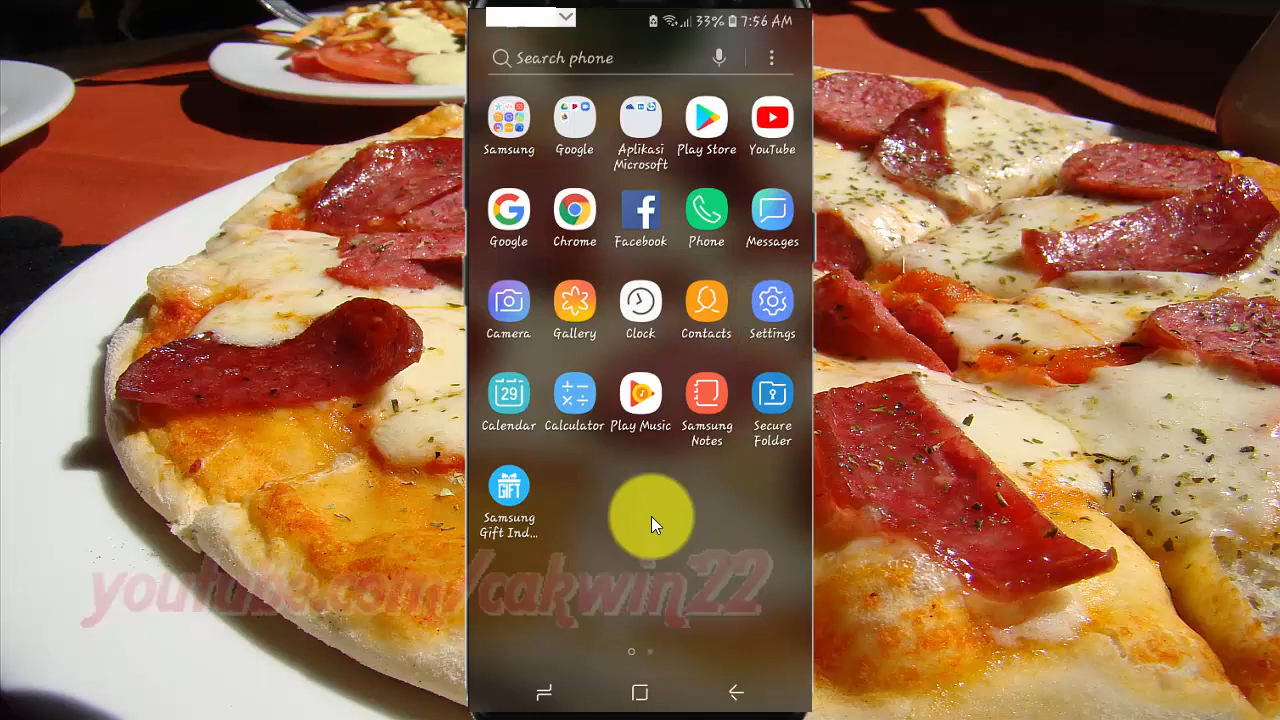 33% 7:56 AM
Search phone
Samsung
Google
Aplikasi
Microsoft
Play Store
YouTube
Google
Chrome
Facebook
Phone
Messages
Camera
Gallery
Clock
Contacts
Settings
29
Calendar
Calculator
Play Music
Samsung
Notes
Secure
Folder
GIFT
Samsung
Gift Ind...
youtube.com/cakwin22